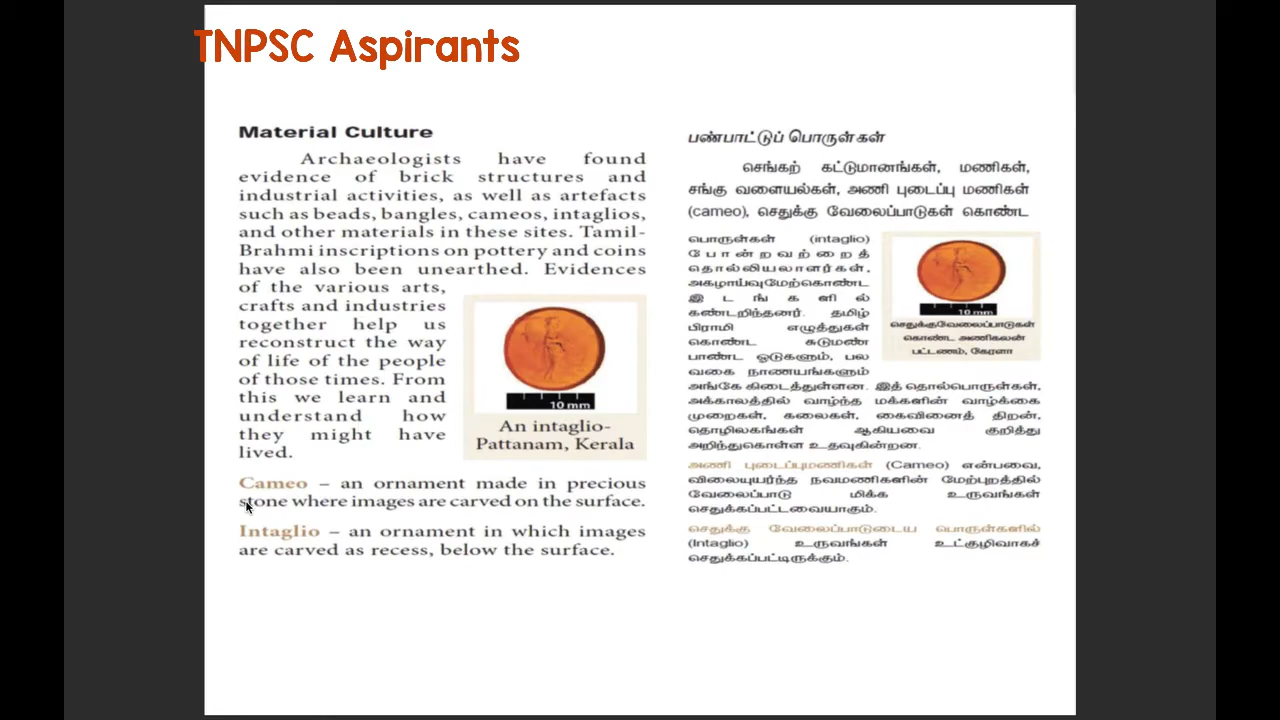 TNPSC Aspirants
Material Culture
Archaeologists have found
evidence of brick structures and
industrial activities, as well as artefacts
such as beads, bangles, cameos, intaglios,
and other materials in these sites. Tamil-
Brahmi inscriptions on pottery and coins
have also been unearthed. Evidences
of the various arts,
crafts and industries
together help us
reconstruct the way
of life of the people
of those times. From
this we learn and
understand how
they might have
lived.
10 mm
An intaglio-
Pattanam, Kerala
Cameo – an ornament made in precious
stone where images are carved on the surface.
Intaglio – an ornament in which images
are carved as recess, below the surface.
பண்பாட்டுப் பொருள்கள்
செங்கற் கட்டுமானங்கள், மணிகள்,
சங்கு வளையல்கள், அணி புடைப்பு மணிகள்
(cameo), செதுக்கு வேலைப்பாடுகள் கொண்ட
பொருள்கள் (intaglio)
போன்றவற்றைத்
தொல்லியலாளர்கள்,
அகழாய்வுமேற்கொண்ட
இடங்களில்
கண்டறிந்தனர். தமிழ்
பிராமி எழுத்துகள்
கொண்ட சுடுமண்
பாண்ட ஓடுகளும், பல
வகை நாணயங்களும்
அங்கே கிடைத்துள்ளன. இத் தொல்பொருள்கள்,
அக்காலத்தில் வாழ்ந்த மக்களின் வாழ்க்கை
முறைகள், கலைகள், கைவினைத் திறன்,
தொழிலகங்கள் ஆகியவை குறித்து
அறிந்துகொள்ள உதவுகின்றன.
10 mm
செதுக்குவேலைப்பாடுகள்
கொண்ட அணிகலன்
பட்டணம், கேரளா
அணி புடைப்புமணிகள் (Cameo) என்பவை,
விலையுயர்ந்த நவமணிகளின் மேற்புறத்தில்
வேலைப்பாடு மிக்க உருவங்கள்
செதுக்கப்பட்டவையாகும்.
செதுக்கு வேலைப்பாடுடைய பொருள்களில்
(Intaglio) உருவங்கள் உட்குழிவாகச்
செதுக்கப்பட்டிருக்கும்.